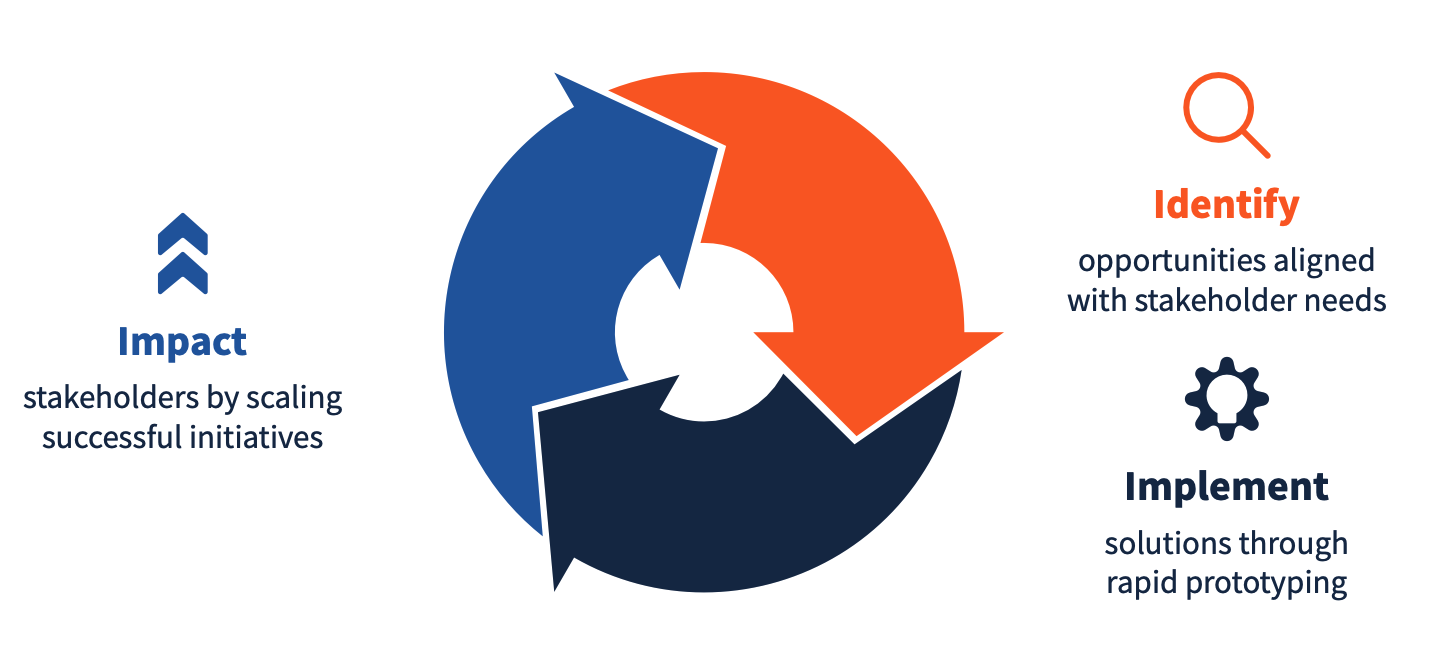 Identify
opportunities aligned
with stakeholder needs
Implement
solutions through
rapid prototyping
Impact
stakeholders by scaling
successful initiatives